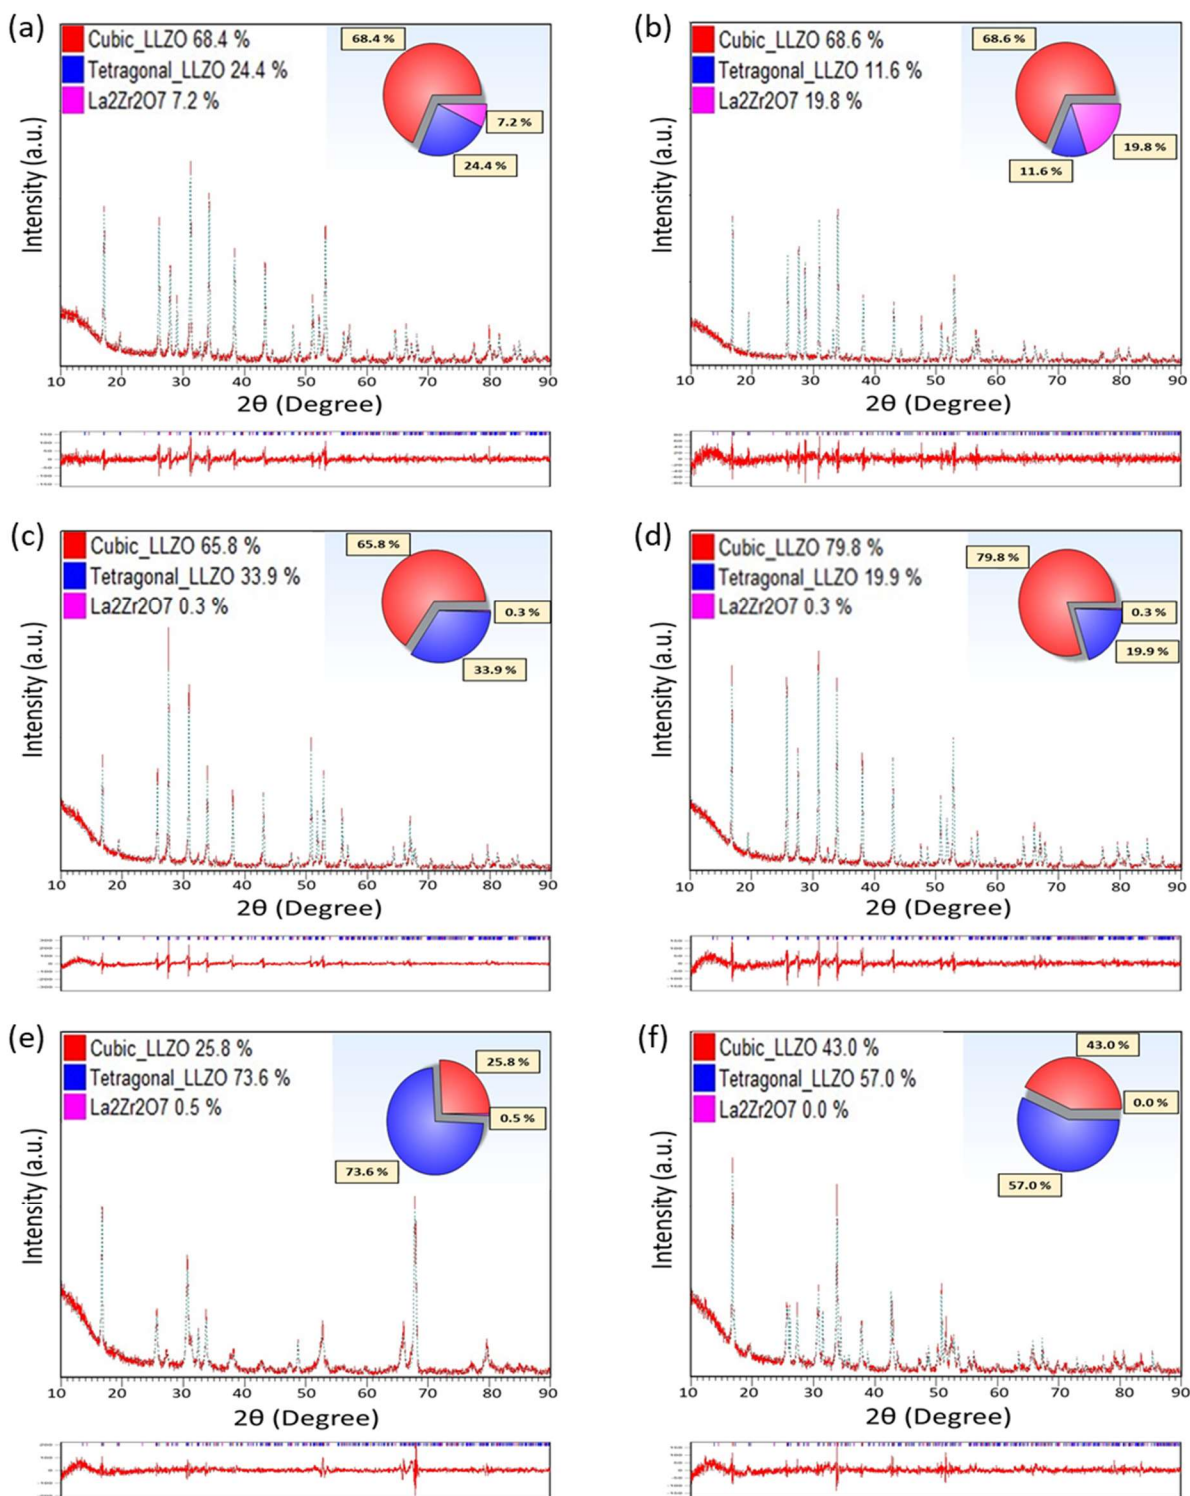 (a)
Cubic_LLZO 68.4 %
Tetragonal_LLZO 24.4 %
La2Zr2O7 7.2 %
68.4 %
7.2 %
24.4 %
Intensity (a.u.)
10 20 30 40 50 60 70 80 90
2θ (Degree)
(b)
Cubic_LLZO 68.6 %
Tetragonal_LLZO 11.6 %
La2Zr2O7 19.8 %
68.6 %
19.8 %
11.6 %
Intensity (a.u.)
10 20 30 40 50 60 70 80 90
2θ (Degree)
(c)
Cubic_LLZO 65.8 %
Tetragonal_LLZO 33.9 %
La2Zr2O7 0.3 %
65.8 %
0.3 %
33.9 %
Intensity (a.u.)
10 20 30 40 50 60 70 80 90
2θ (Degree)
(d)
Cubic_LLZO 79.8 %
Tetragonal_LLZO 19.9 %
La2Zr2O7 0.3 %
79.8 %
0.3 %
19.9 %
Intensity (a.u.)
10 20 30 40 50 60 70 80 90
2θ (Degree)
(e)
Cubic_LLZO 25.8 %
Tetragonal_LLZO 73.6 %
La2Zr2O7 0.5 %
25.8 %
0.5 %
73.6 %
Intensity (a.u.)
10 20 30 40 50 60 70 80 90
2θ (Degree)
(f)
Cubic_LLZO 43.0 %
Tetragonal_LLZO 57.0 %
La2Zr2O7 0.0 %
43.0 %
0.0 %
57.0 %
Intensity (a.u.)
10 20 30 40 50 60 70 80 90
2θ (Degree)